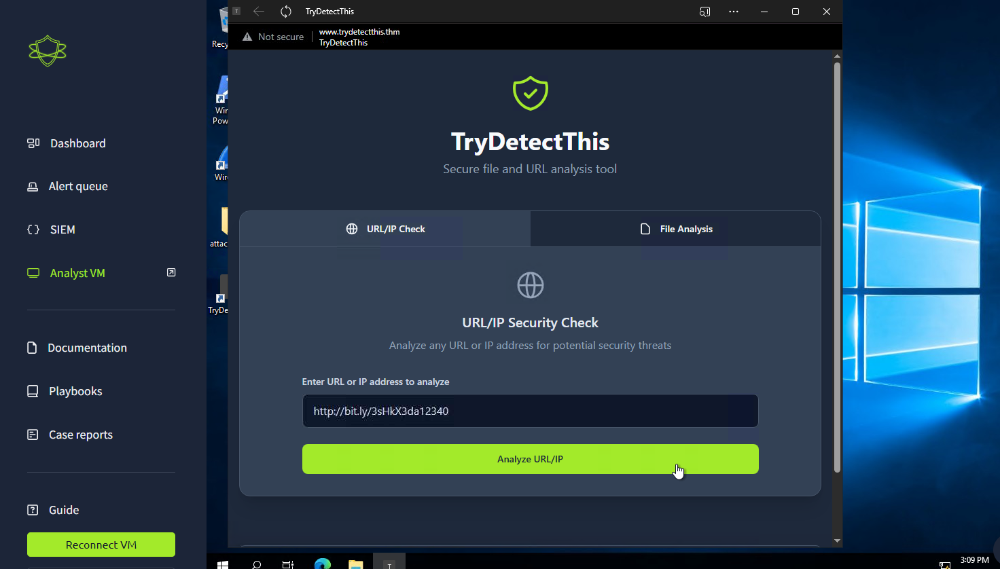 Dashboard
Alert queue
SIEM
Analyst VM
Documentation
Playbooks
Case reports
Guide
Reconnect VM
Recy
Win
Pow
Wire
attac
TryDe
T
TryDetectThis
Not secure
www.trydetectthis.thm
TryDetectThis
TryDetectThis
Secure file and URL analysis tool
URL/IP Check
File Analysis
URL/IP Security Check
Analyze any URL or IP address for potential security threats
Enter URL or IP address to analyze
http://bit.ly/3sHkX3da12340
Analyze URL/IP
T
3:09 PM